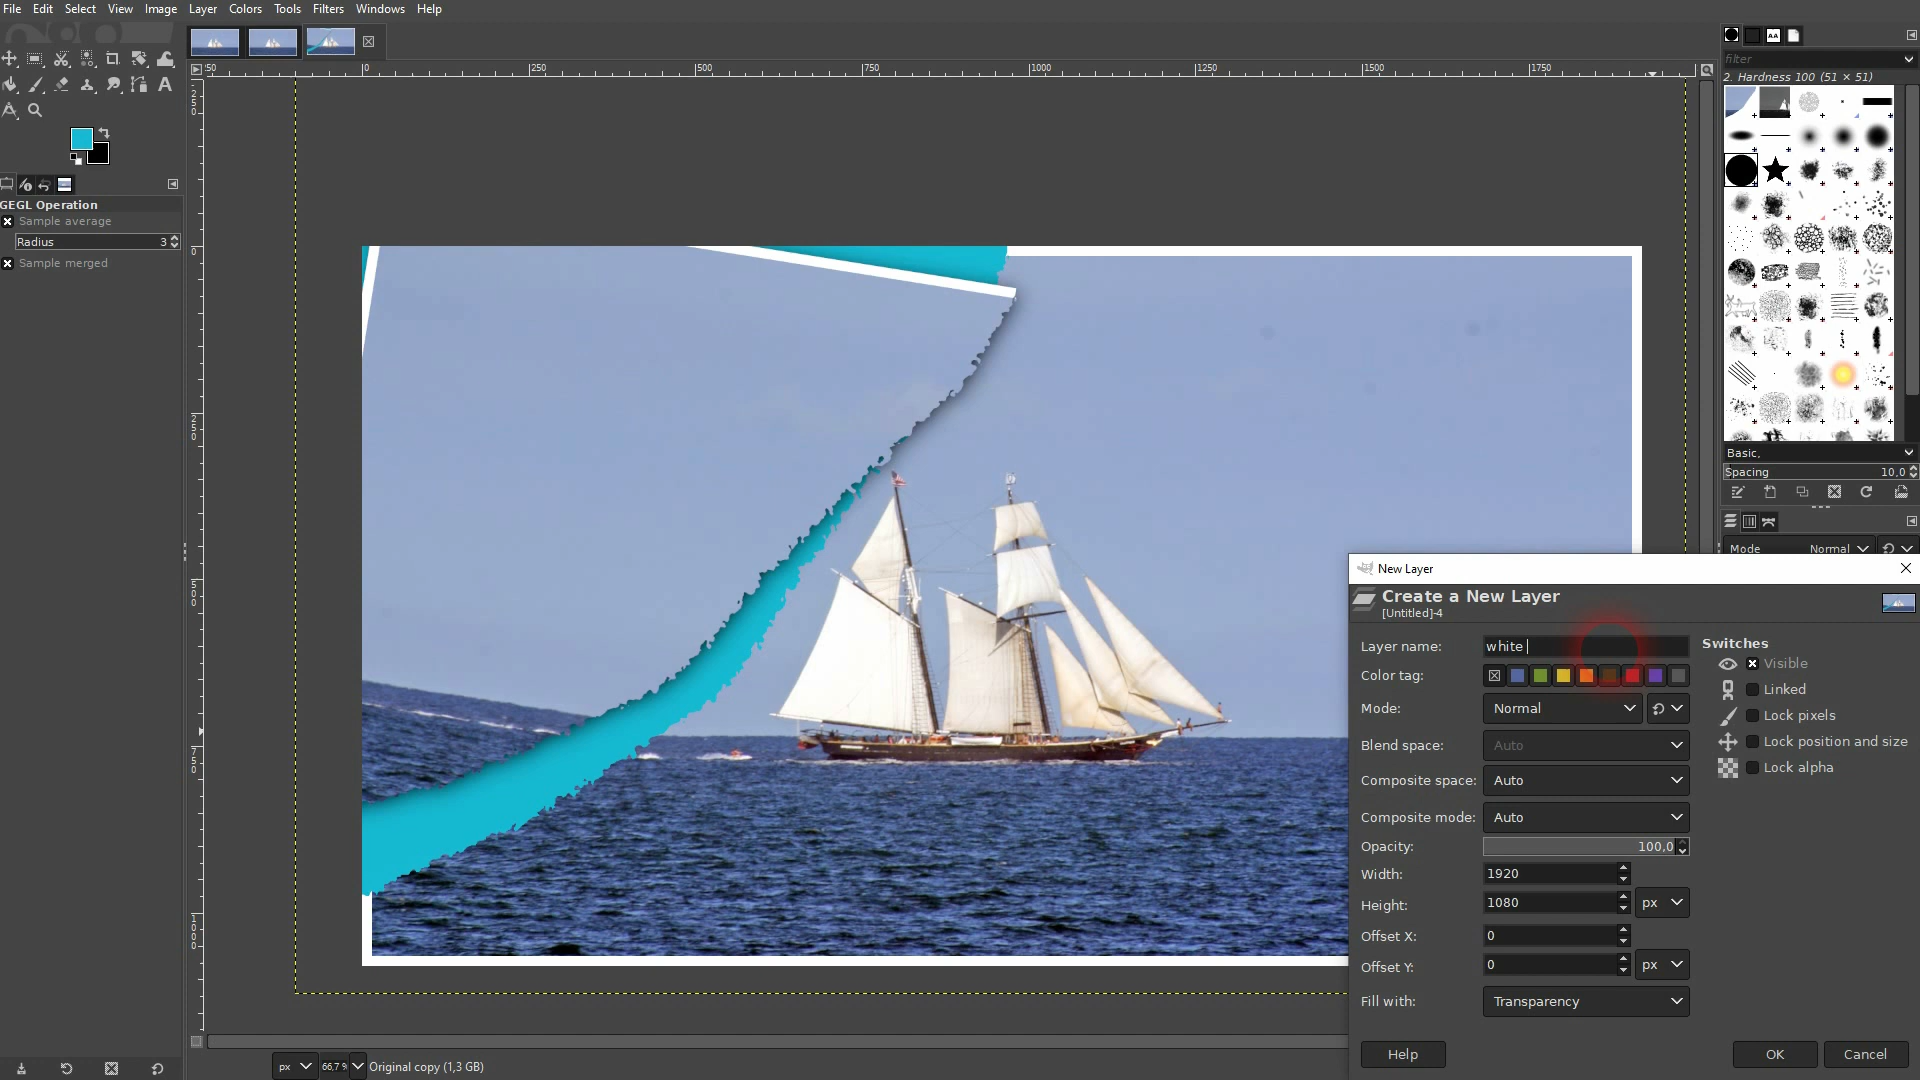 File Edit Select View Image Layer Colors Tools Filters Windows Help
filter
2. Hardness 100 (51 × 51)
0 250 500 750 1000 1250 1500 1750
GEGL Operation
Sample average
Radius 3
Sample merged
Basic,
Spacing 10,0
Mode Normal
New Layer
Create a New Layer
[Untitled]-4
Layer name: white
Color tag:
Mode: Normal
Blend space: Auto
Composite space: Auto
Composite mode: Auto
Opacity: 100,0
Width: 1920
Height: 1080 px
Offset X: 0
Offset Y: 0 px
Fill with: Transparency
Switches
Visible
Linked
Lock pixels
Lock position and size
Lock alpha
Help OK Cancel
px 66,7 % Original copy (1,3 GB)